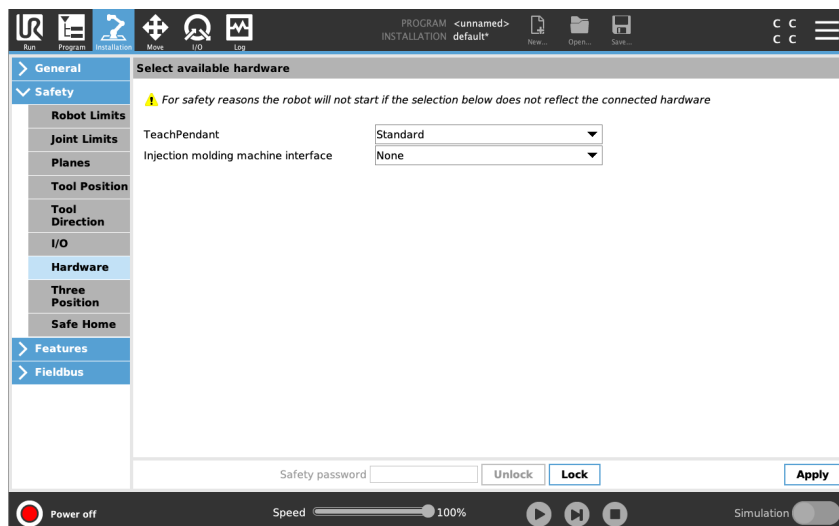 UR
Run
Program
Installation
Move
I/O
Log
PROGRAM <unnamed>
INSTALLATION default*
New...
Open...
Save...
C C
C C
General
Safety
Robot Limits
Joint Limits
Planes
Tool Position
Tool
Direction
I/O
Hardware
Three
Position
Safe Home
Features
Fieldbus
Select available hardware
For safety reasons the robot will not start if the selection below does not reflect the connected hardware
TeachPendant Standard
Injection molding machine interface None
Safety password Unlock Lock Apply
Power off Speed 100% Simulation